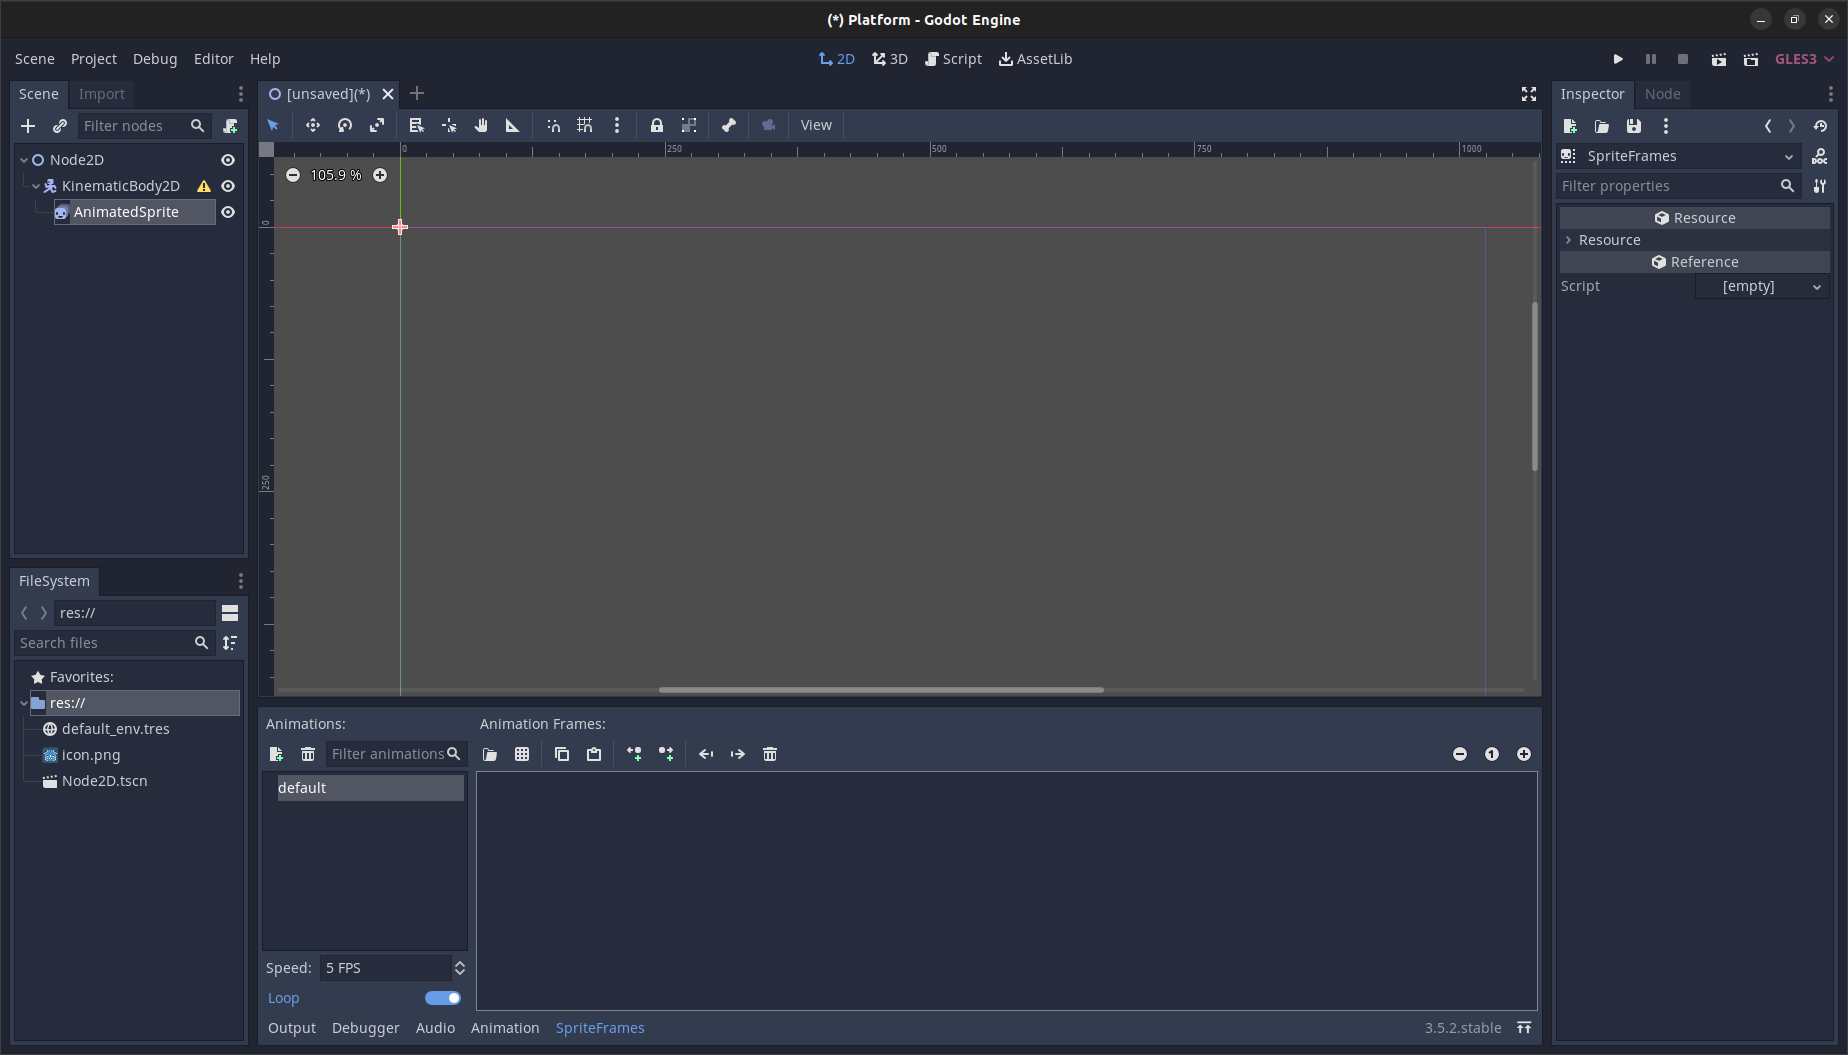 (*) Platform - Godot Engine
Scene Project Debug Editor Help
2D 3D Script AssetLib
GLES3
Scene Import
Filter nodes
Node2D
KinematicBody2D
AnimatedSprite
FileSystem
res://
Search files
Favorites:
res://
default_env.tres
icon.png
Node2D.tscn
[unsaved](*)
View
0 250 500 750 1000
105.9 %
0
250
Animations:
Filter animations
default
Speed: 5 FPS
Loop
Animation Frames:
1
Output Debugger Audio Animation SpriteFrames
3.5.2.stable
Inspector Node
SpriteFrames
Filter properties
Resource
Resource
Reference
Script [empty]